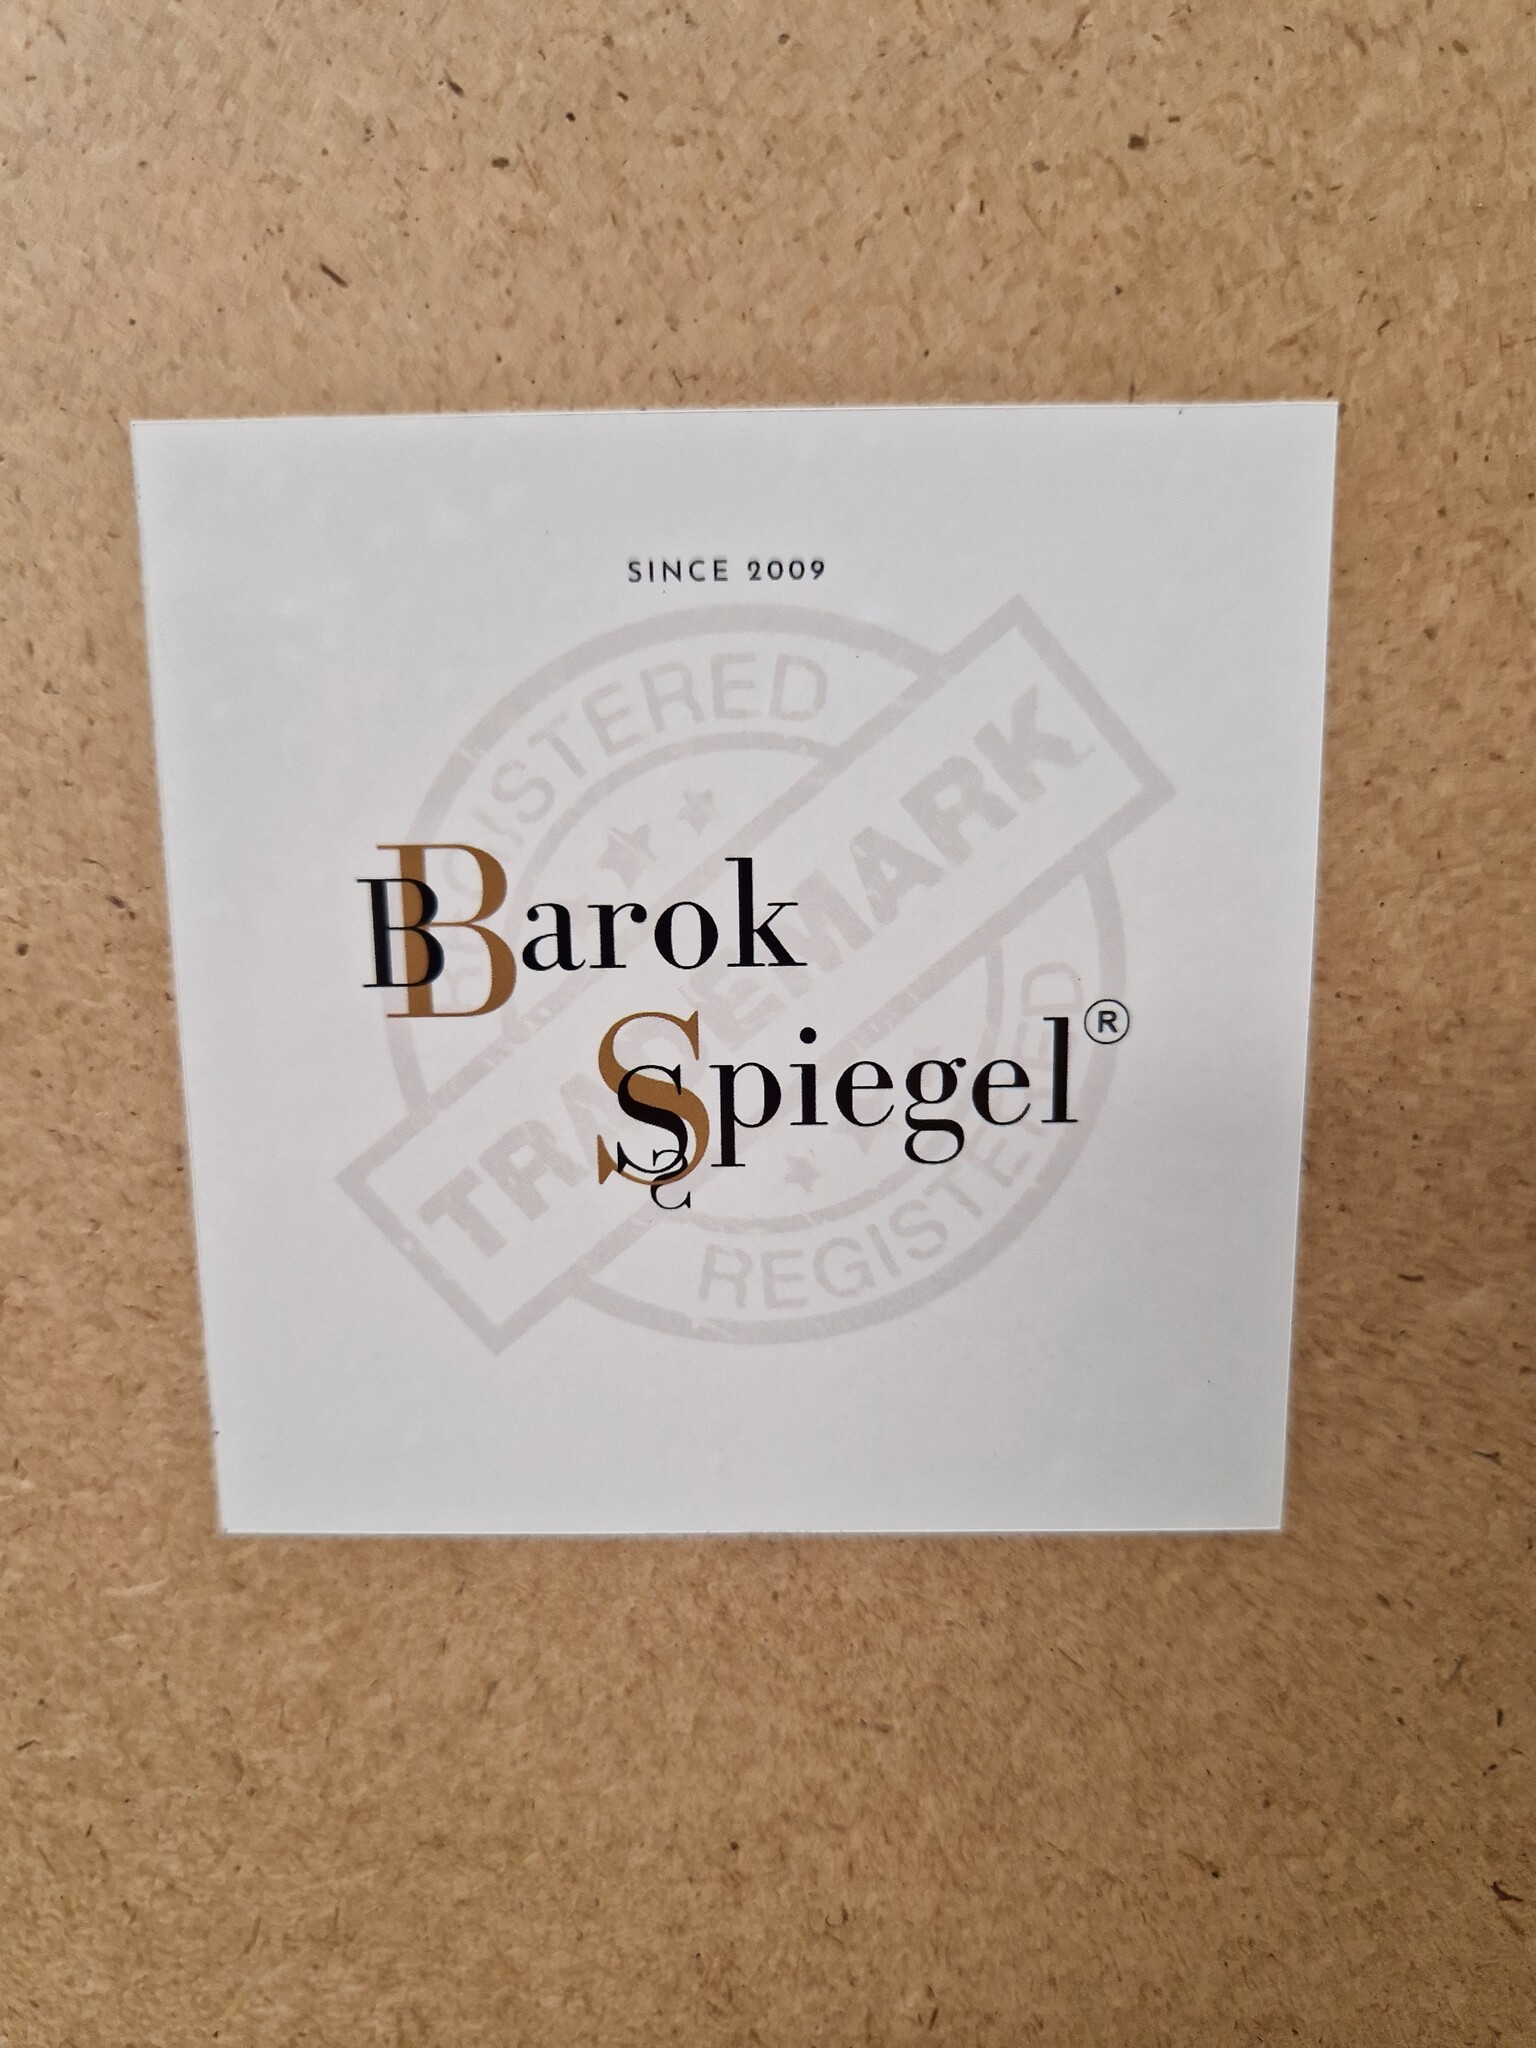 SINCE 2009
REGISTERED
TRADEMARK
Barok
Spiegel®
REGISTERED